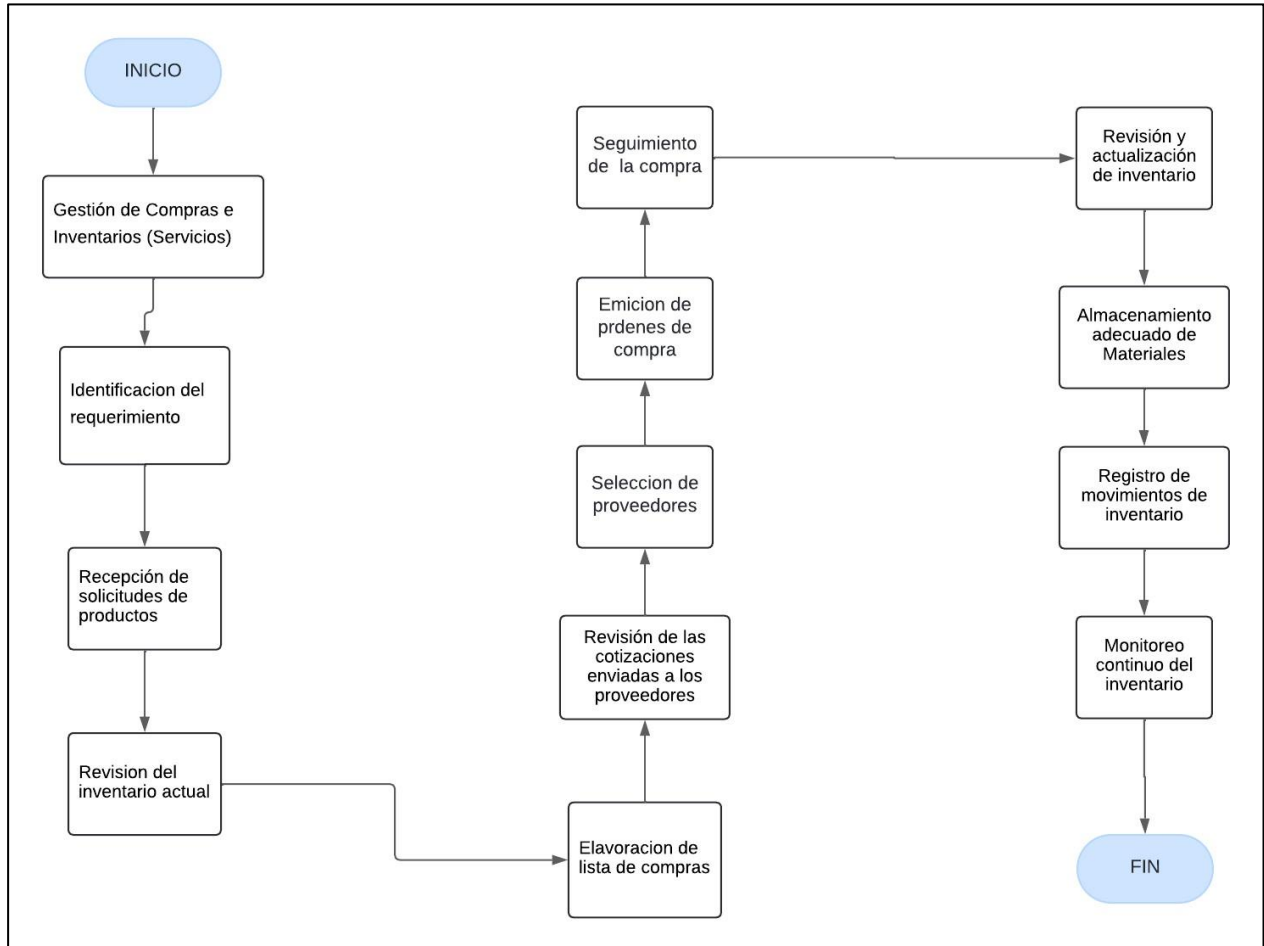 INICIO
Gestión de Compras e
Inventarios (Servicios)
Identificacion del
requerimiento
Recepción de
solicitudes de
productos
Revision del
inventario actual
Elavoracion de
lista de compras
Revisión de las
cotizaciones
enviadas a los
proveedores
Seleccion de
proveedores
Emicion de
prdenes de
compra
Seguimiento
de la compra
Revisión y
actualización
de inventario
Almacenamiento
adecuado de
Materiales
Registro de
movimientos de
inventario
Monitoreo
continuo del
inventario
FIN